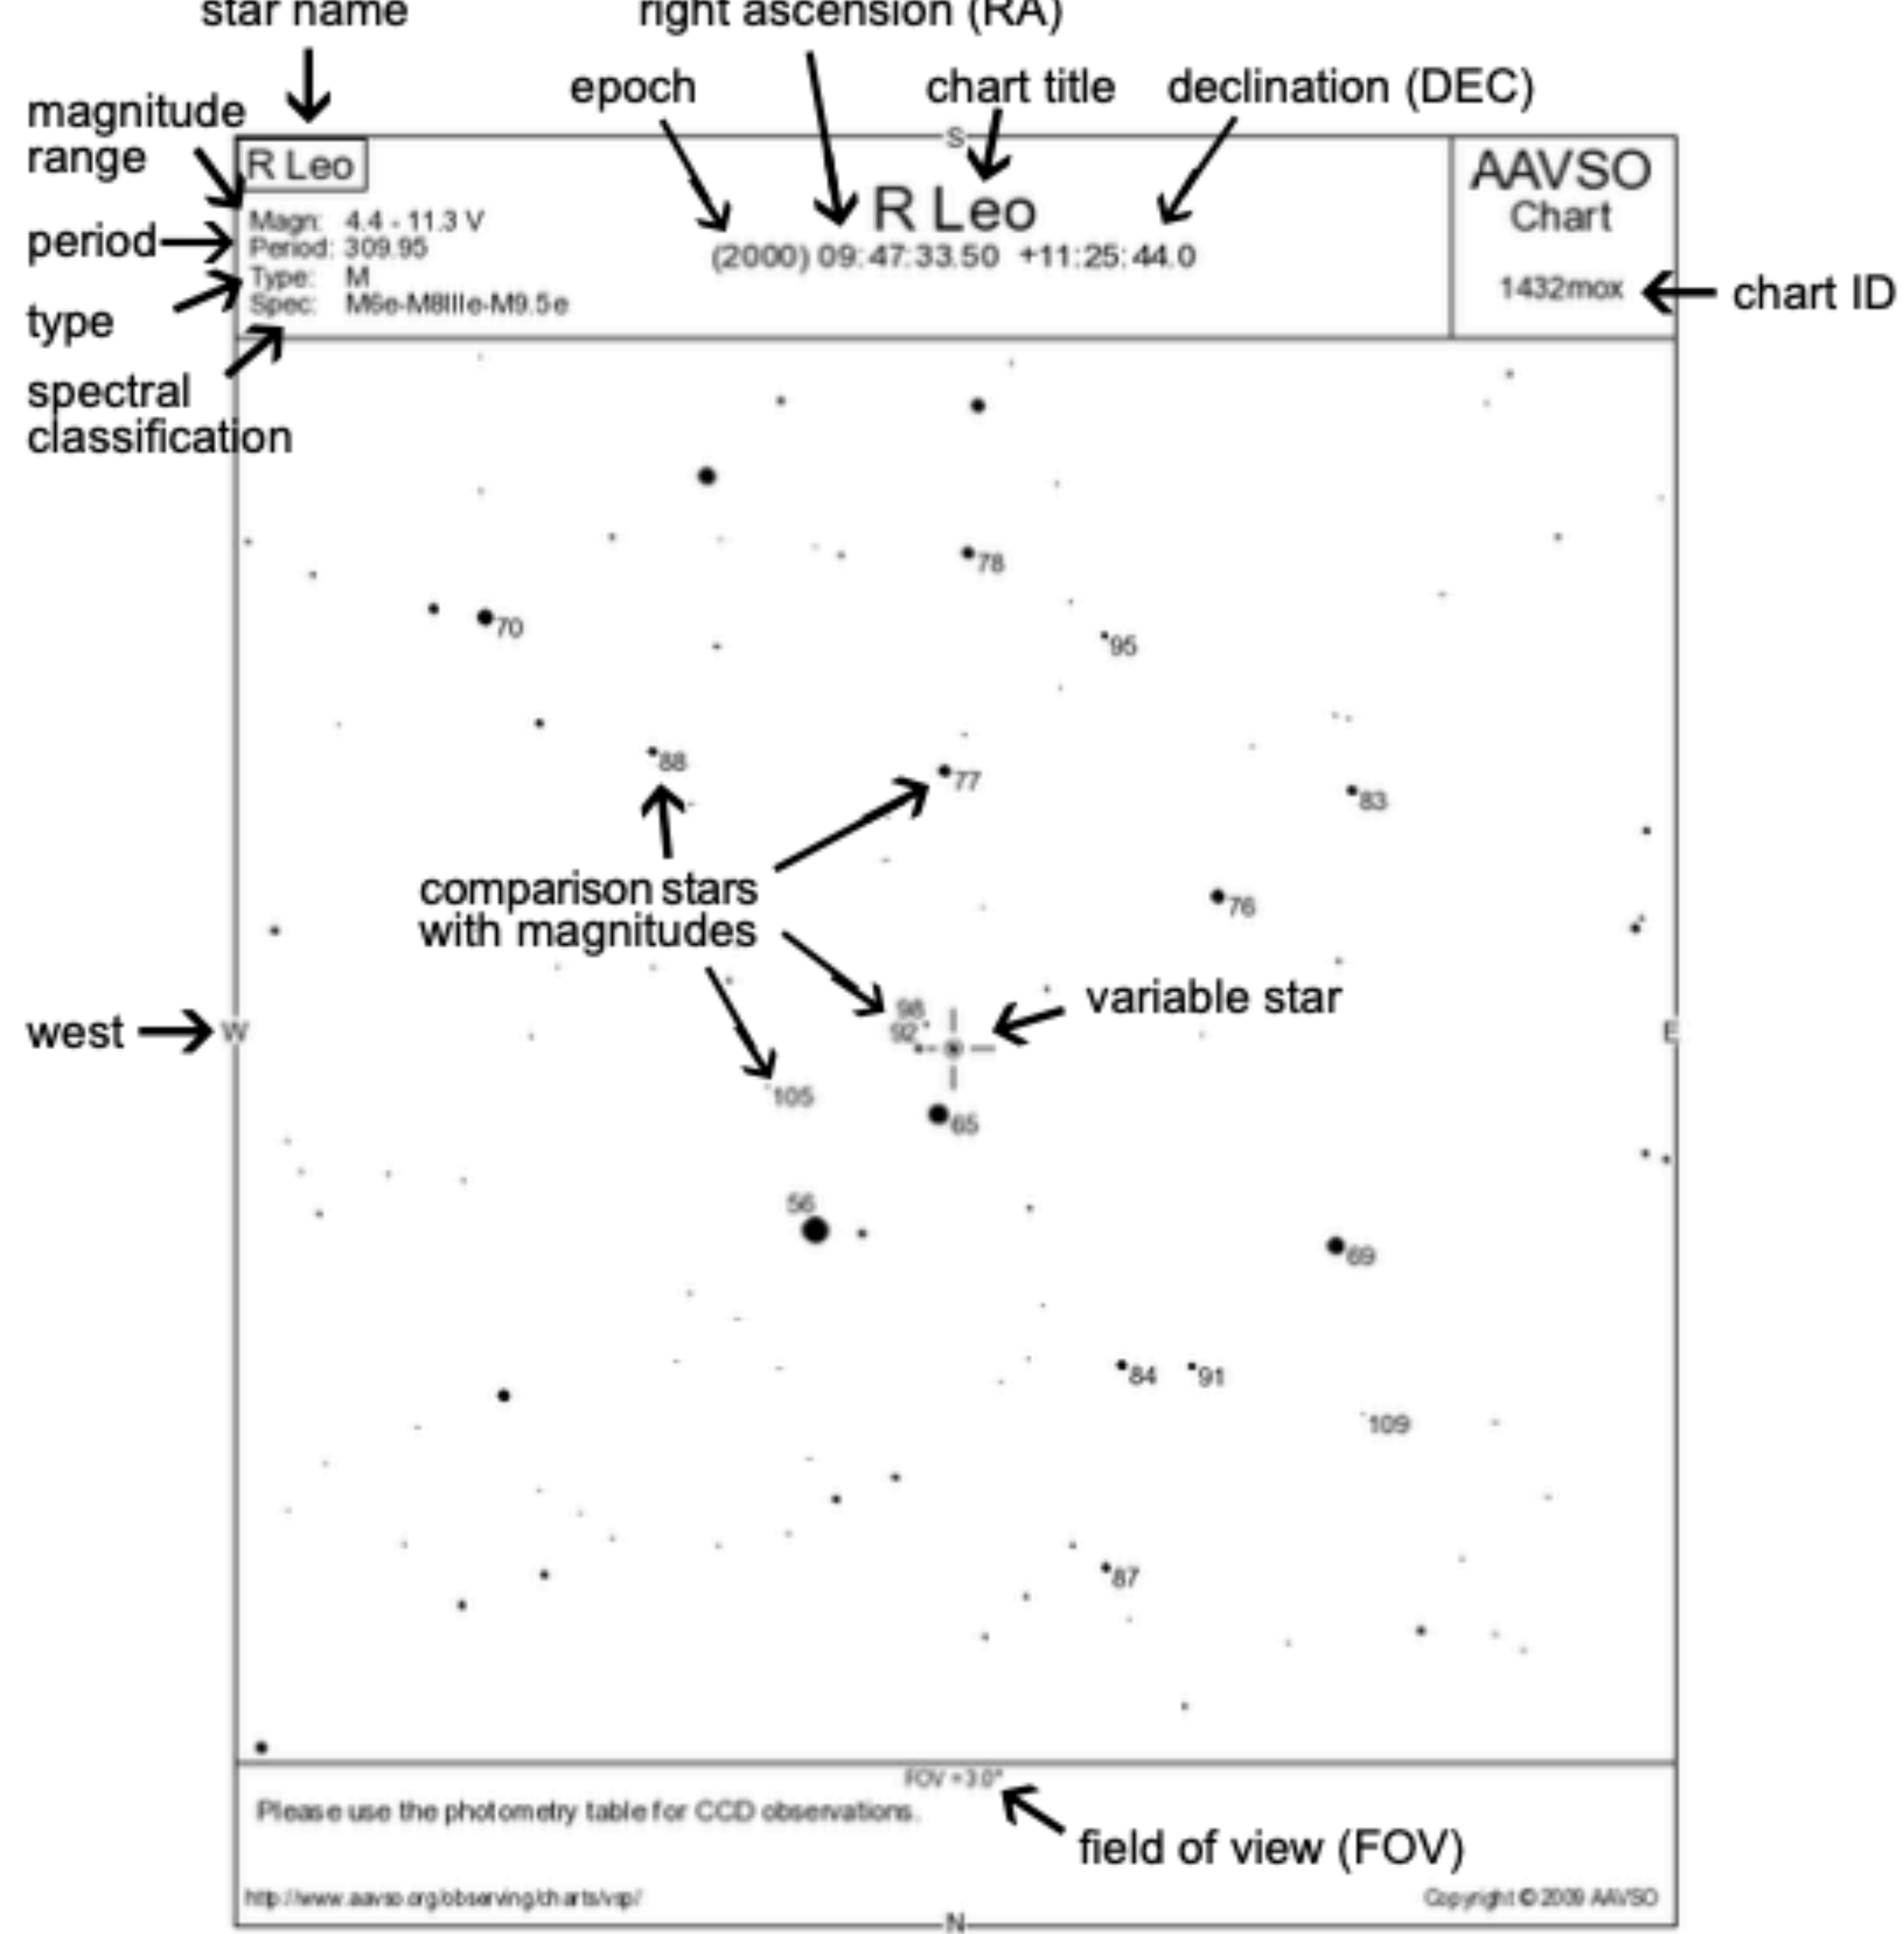 star name
right ascension (RA)
epoch
chart title
declination (DEC)
magnitude
range
period
type
spectral
classification
S
R Leo
Magn: 4.4 - 11.3 V
Period: 309.95
Type: M
Spec: M6e-M8IIIe-M9.5e
R Leo
(2000) 09:47:33.50 +11:25:44.0
AAVSO
Chart
1432mox
chart ID
78
70
95
88
77
83
comparison stars
with magnitudes
76
98
92
variable star
west
W
E
105
65
56
69
84
91
109
87
FOV = 3.0°
Please use the photometry table for CCD observations.
field of view (FOV)
http://www.aavso.org/observing/charts/vsp/
Copyright © 2009 AAVSO
N